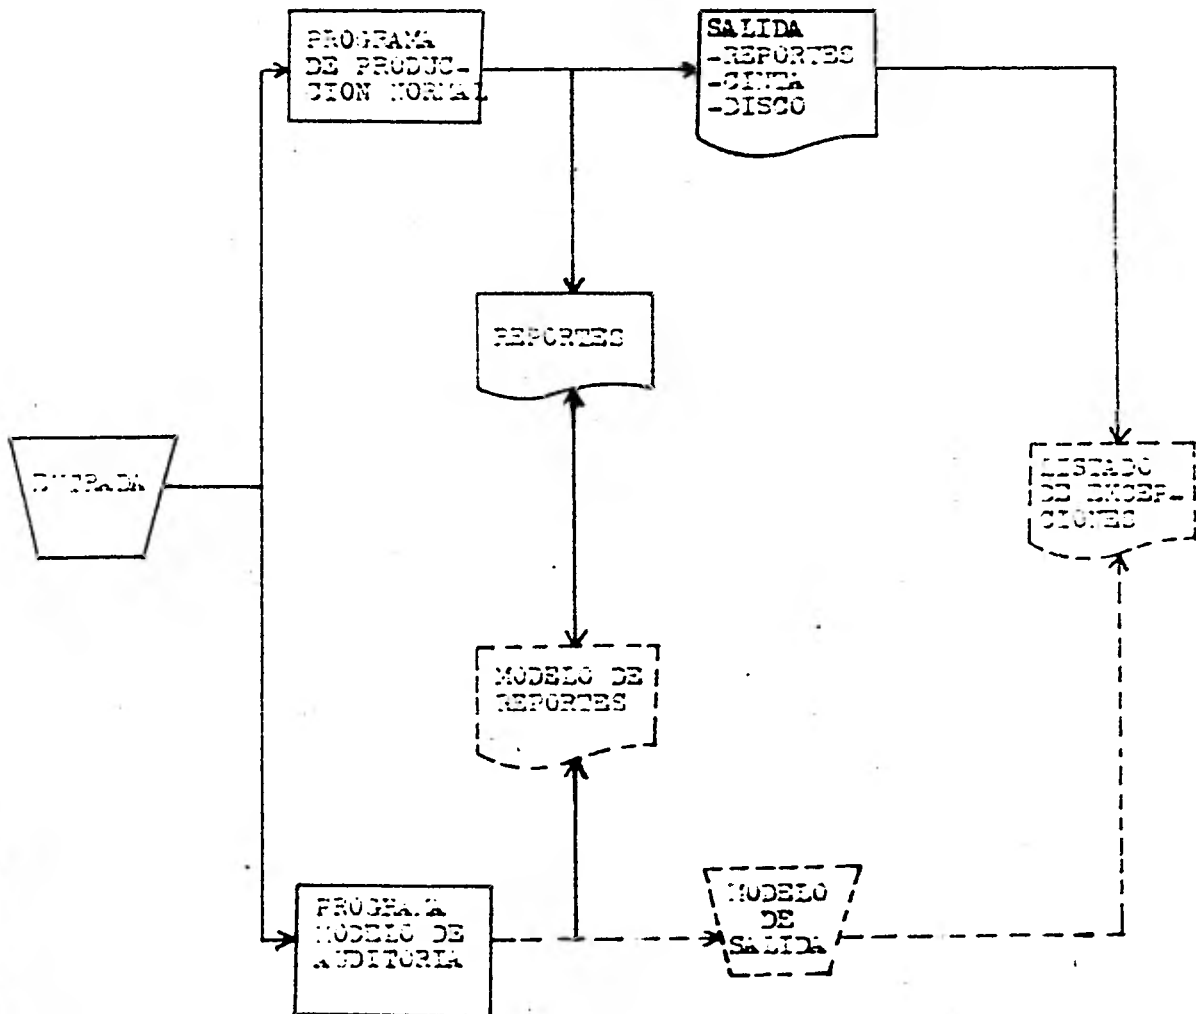 PROGRAMA
DE PRODUC-
CION NORMAL
SALIDA
-REPORTES
-CINTA
-DISCO
REPORTES
ENTRADA
LISTADO
DE EXCEP-
CIONES
MODELO DE
REPORTES
PROGRAMA
MODELO DE
AUDITORIA
MODELO
DE
SALIDA